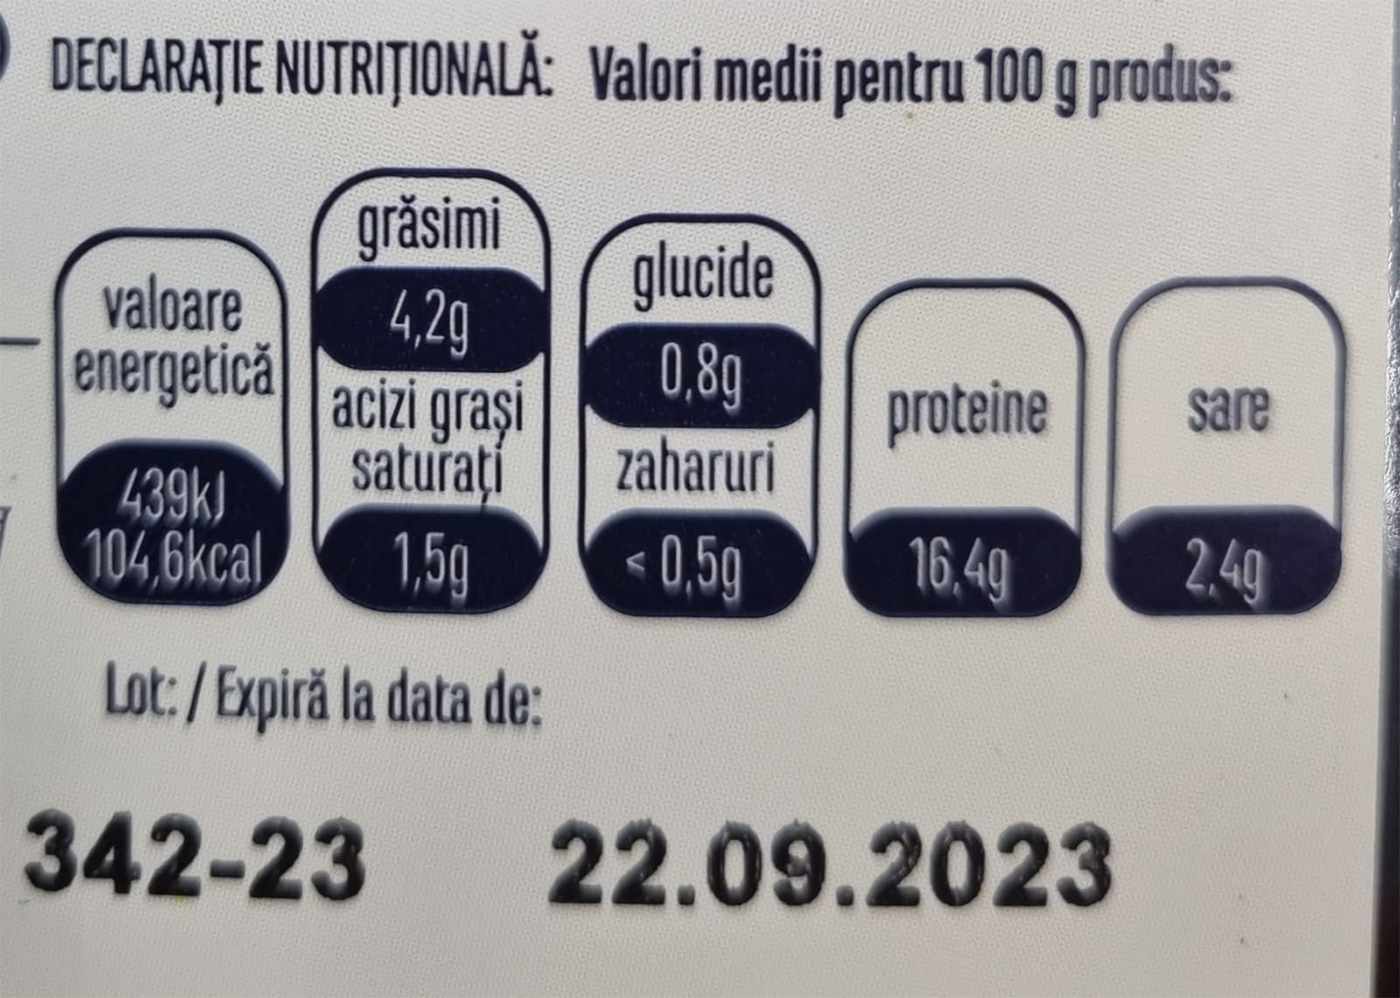 DECLARAȚIE NUTRIȚIONALĂ: Valori medii pentru 100 g produs:
valoare
energetică
439kJ
104,6kcal
grăsimi
4,2g
acizi grași
saturați
1,5g
glucide
0,8g
zaharuri
< 0,5g
proteine
16,4g
sare
2,4g
Lot: / Expiră la data de:
342-23 22.09.2023